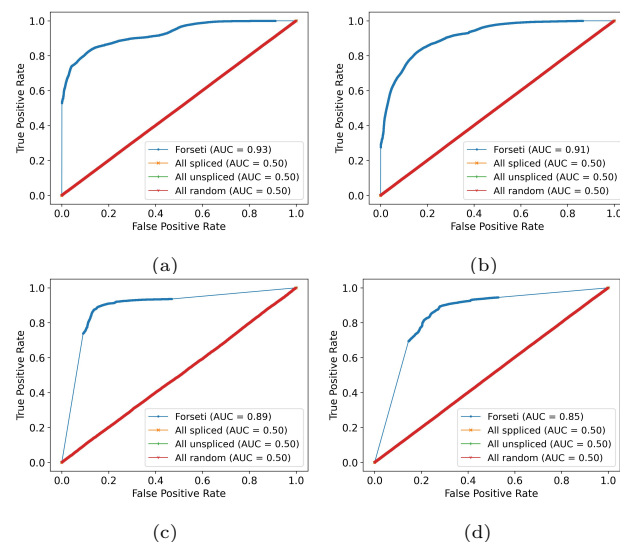 1.0
0.8
0.6
0.4
0.2
0.0
True Positive Rate
Forseti (AUC = 0.93)
All spliced (AUC = 0.50)
All unspliced (AUC = 0.50)
All random (AUC = 0.50)
0.0 0.2 0.4 0.6 0.8 1.0
False Positive Rate
(a)
1.0
0.8
0.6
0.4
0.2
0.0
True Positive Rate
Forseti (AUC = 0.91)
All spliced (AUC = 0.50)
All unspliced (AUC = 0.50)
All random (AUC = 0.50)
0.0 0.2 0.4 0.6 0.8 1.0
False Positive Rate
(b)
1.0
0.8
0.6
0.4
0.2
0.0
True Positive Rate
Forseti (AUC = 0.89)
All spliced (AUC = 0.50)
All unspliced (AUC = 0.50)
All random (AUC = 0.50)
0.0 0.2 0.4 0.6 0.8 1.0
False Positive Rate
(c)
1.0
0.8
0.6
0.4
0.2
0.0
True Positive Rate
Forseti (AUC = 0.85)
All sppliced (AUC = 0.50)
All unspliced (AUC = 0.50)
All random (AUC = 0.50)
0.0 0.2 0.4 0.6 0.8 1.0
False Positive Rate
(d)